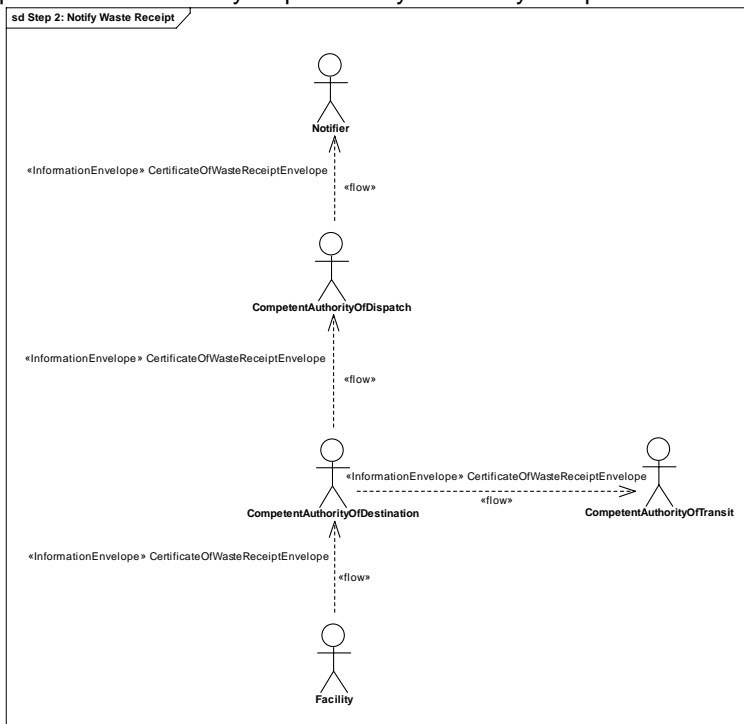 sd Step 2: Notify Waste Receipt
Notifier
«InformationEnvelope» CertificateOfWasteReceiptEnvelope
«flow»
CompetentAuthorityOfDispatch
«InformationEnvelope» CertificateOfWasteReceiptEnvelope
«flow»
«InformationEnvelope» CertificateOfWasteReceiptEnvelope
«flow»
CompetentAuthorityOfDestination
CompetentAuthorityOfTransit
«InformationEnvelope» CertificateOfWasteReceiptEnvelope
«flow»
Facility